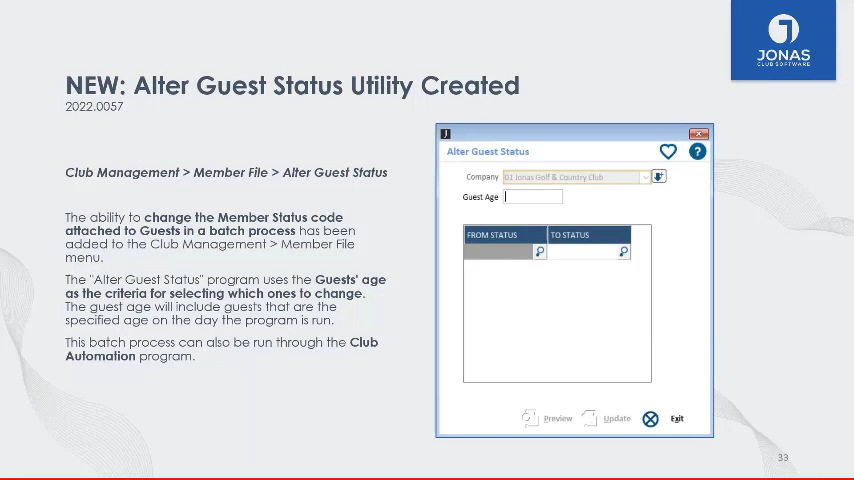 JONAS
CLUB SOFTWARE
NEW: Alter Guest Status Utility Created
2022.0057
Club Management > Member File > Alter Guest Status
The ability to change the Member Status code
attached to Guests in a batch process has been
added to the Club Management > Member File
menu.
The "Alter Guest Status" program uses the Guests' age
as the criteria for selecting which ones to change.
The guest age will include guests that are the
specified age on the day the program is run.
This batch process can also be run through the Club
Automation program.
J
Alter Guest Status
?
Company 01 Jonas Golf & Country Club
Guest Age
FROM STATUS TO STATUS
Preview Update Exit
33